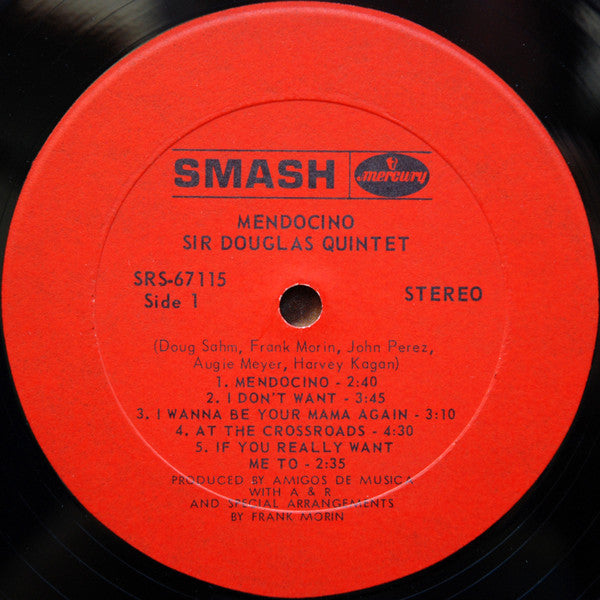 SMASH mercury
MENDOCINO
SIR DOUGLAS QUINTET
SRS-67115
Side 1
STEREO
(Doug Sahm, Frank Morin, John Perez,
Augie Meyer, Harvey Kagan)
1. MENDOCINO - 2:40
2. I DON'T WANT - 3:45
3. I WANNA BE YOUR MAMA AGAIN - 3:10
4. AT THE CROSSROADS - 4:30
5. IF YOU REALLY WANT
ME TO - 2:35
PRODUCED BY AMIGOS DE MUSICA
WITH A & R
AND SPECIAL ARRANGEMENTS
BY FRANK MORIN